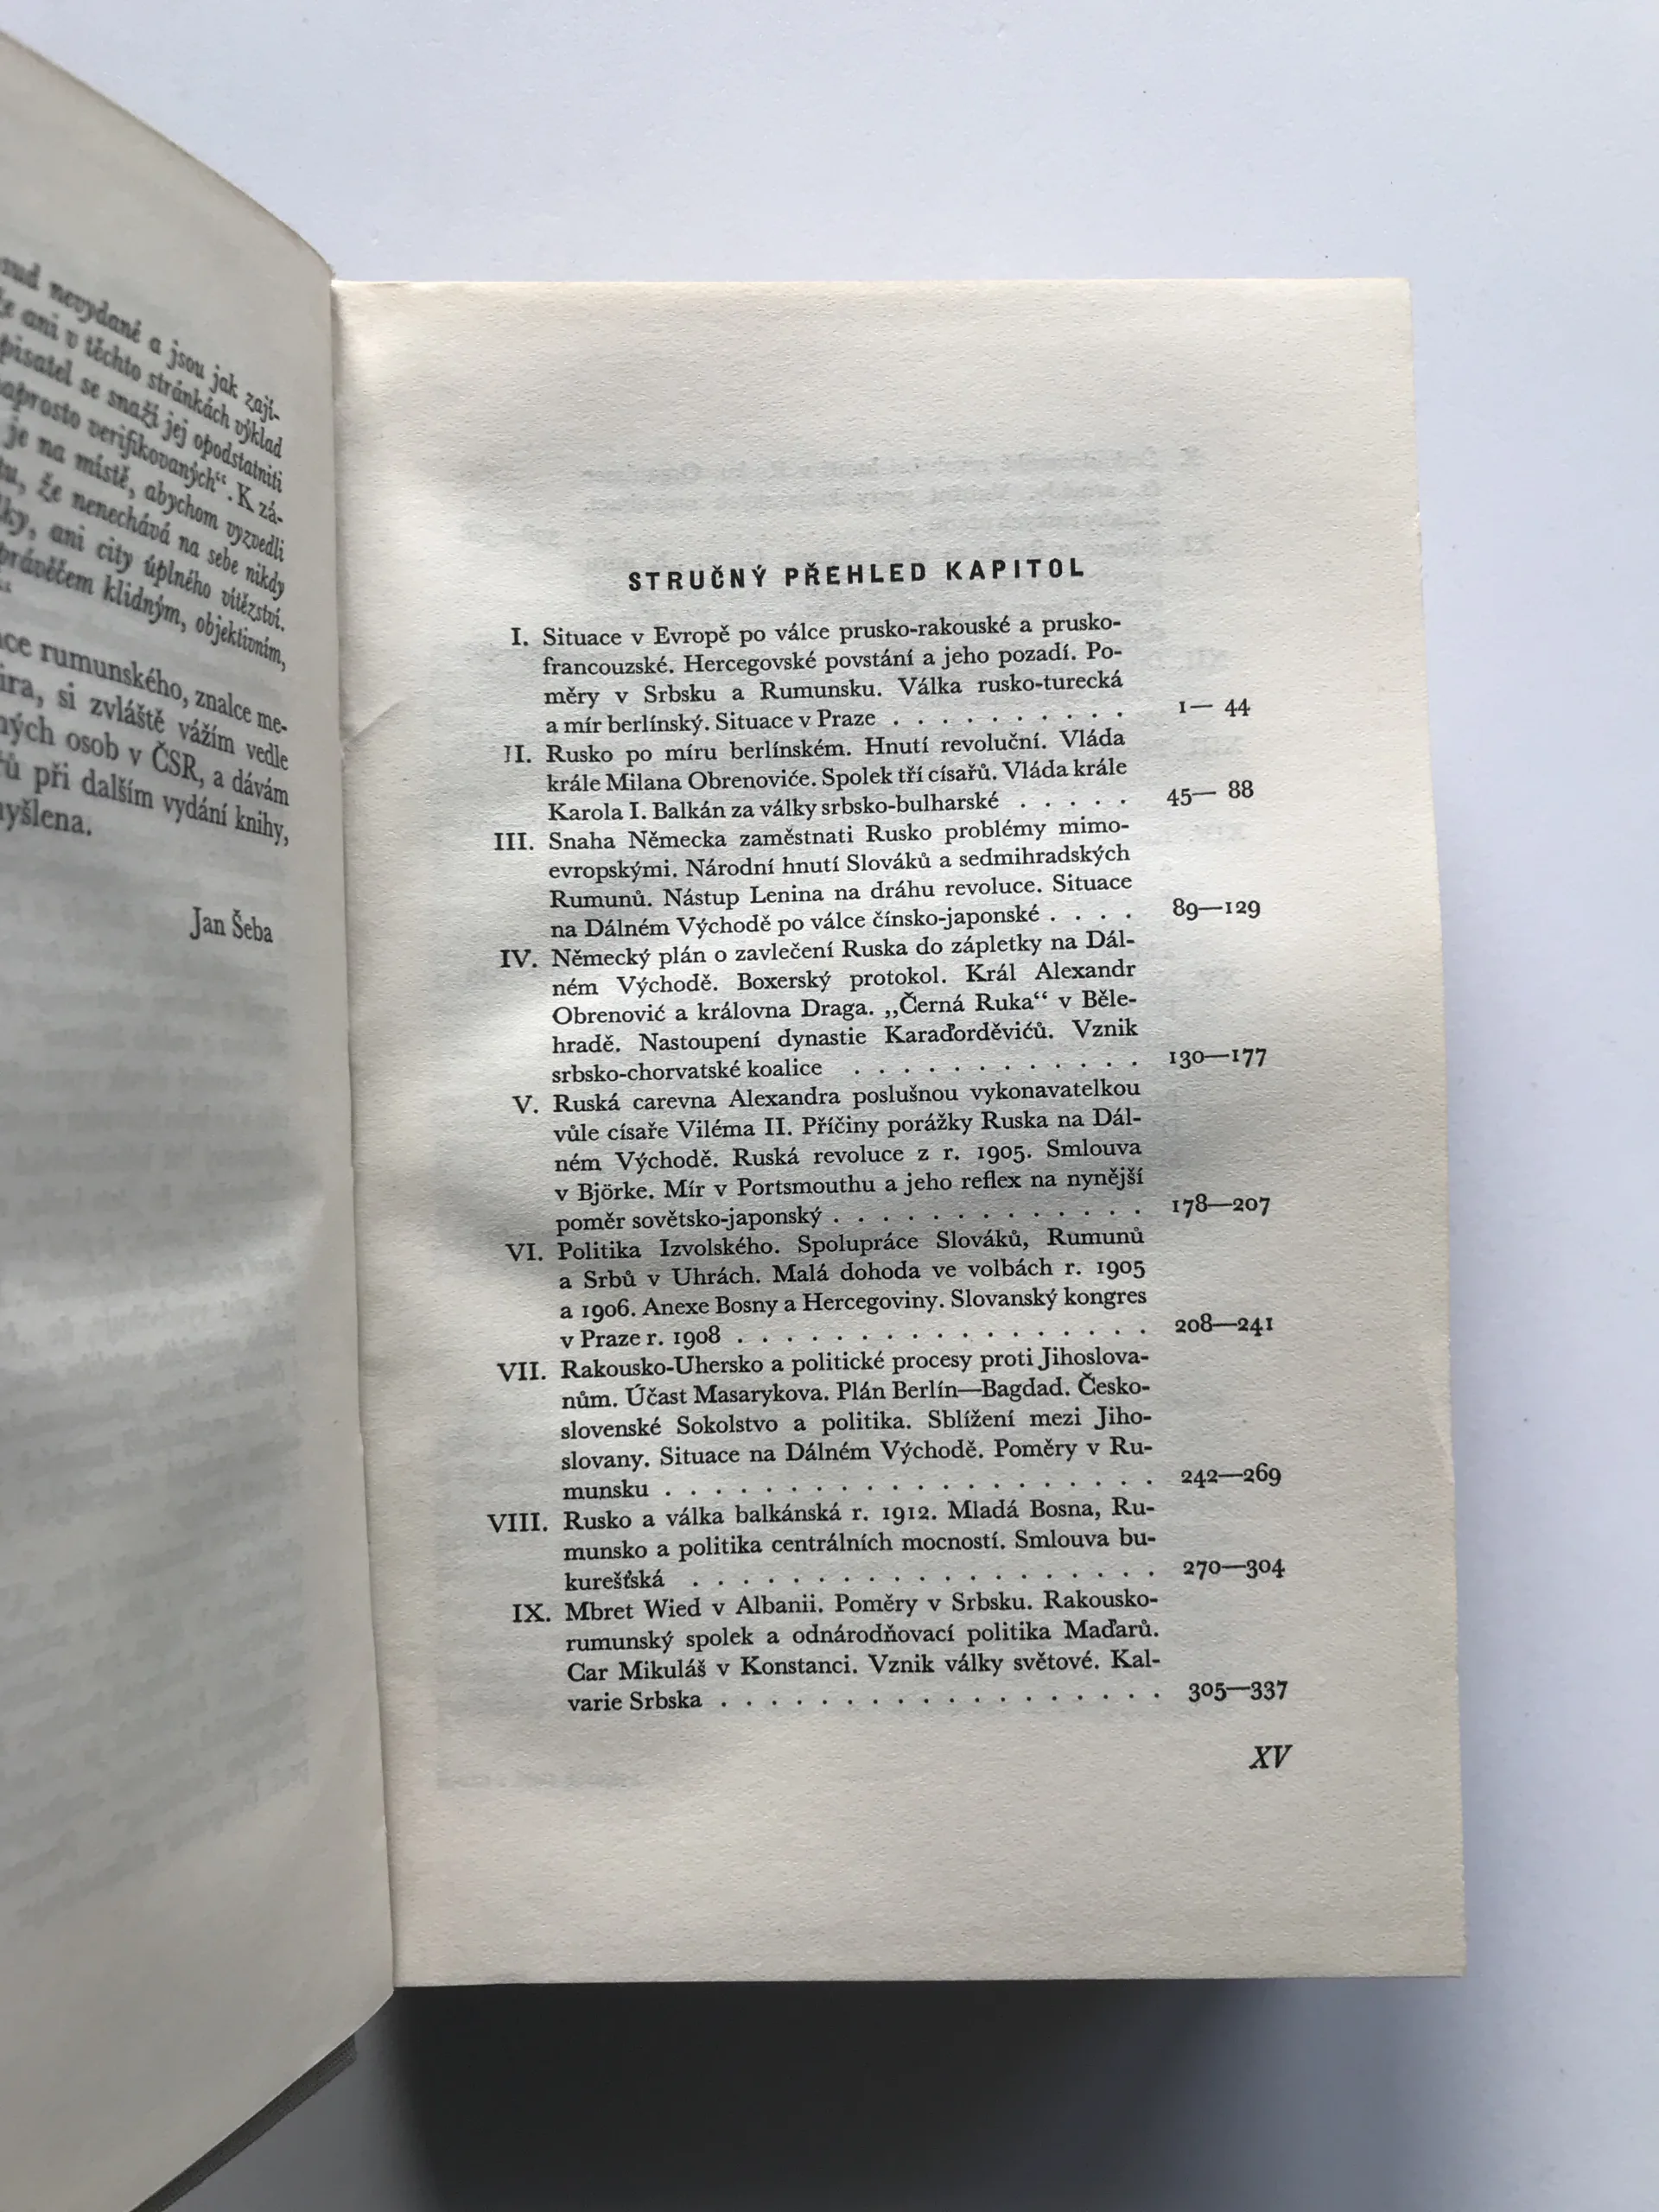 nevydané a jsou jak zají-
ani v těchto stránkách výklad
pisatel se snaží jej opodstatniti
naprosto verifikovaných“. K zá-
je na místě, abychom vyzvedli
že nenechává na sebe nikdy
ani city úplného vítězství.
klidným, objektivním,
rumunského, znalce me-
si zvláště vážím vedle
osob v ČSR, a dávám
při dalším vydání knihy,
Jan Šeba
STRUČNÝ PŘEHLED KAPITOL
I. Situace v Evropě po válce prusko-rakouské a prusko-
francouzské. Hercegovské povstání a jeho pozadí. Po-
měry v Srbsku a Rumunsku. Válka rusko-turecká
a mír berlínský. Situace v Praze . . . . . . . . . . 1— 44
II. Rusko po míru berlínském. Hnutí revoluční. Vláda
krále Milana Obrenoviće. Spolek tří císařů. Vláda krále
Karola I. Balkán za války srbsko-bulharské . . . . . 45— 88
III. Snaha Německa zaměstnati Rusko problémy mimo-
evropskými. Národní hnutí Slováků a sedmihradských
Rumunů. Nástup Lenina na dráhu revoluce. Situace
na Dálném Východě po válce čínsko-japonské . . . . 89—129
IV. Německý plán o zavlečení Ruska do zápletky na Dál-
ném Východě. Boxerský protokol. Král Alexandr
Obrenović a královna Draga. „Černá Ruka“ v Běle-
hradě. Nastoupení dynastie Karaďorděvićů. Vznik
srbsko-chorvatské koalice . . . . . . . . . . . . 130—177
V. Ruská carevna Alexandra poslušnou vykonavatelkou
vůle císaře Viléma II. Příčiny porážky Ruska na Dál-
ném Východě. Ruská revoluce z r. 1905. Smlouva
v Björke. Mír v Portsmouthu a jeho reflex na nynější
poměr sovětsko-japonský . . . . . . . . . . . . . 178—207
VI. Politika Izvolského. Spolupráce Slováků, Rumunů
a Srbů v Uhrách. Malá dohoda ve volbách r. 1905
a 1906. Anexe Bosny a Hercegoviny. Slovanský kongres
v Praze r. 1908 . . . . . . . . . . . . . . . . . 208—241
VII. Rakousko-Uhersko a politické procesy proti Jihoslova-
nům. Účast Masarykova. Plán Berlín—Bagdad. Česko-
slovenské Sokolstvo a politika. Sblížení mezi Jiho-
slovany. Situace na Dálném Východě. Poměry v Ru-
munsku . . . . . . . . . . . . . . . . . . . . 242—269
VIII. Rusko a válka balkánská r. 1912. Mladá Bosna, Ru-
munsko a politika centrálních mocností. Smlouva bu-
kurešťská . . . . . . . . . . . . . . . . . . . 270—304
IX. Mbret Wied v Albanii. Poměry v Srbsku. Rakousko-
rumunský spolek a odnárodňovací politika Maďarů.
Car Mikuláš v Konstanci. Vznik války světové. Kal-
varie Srbska . . . . . . . . . . . . . . . . . . 305—337
XV